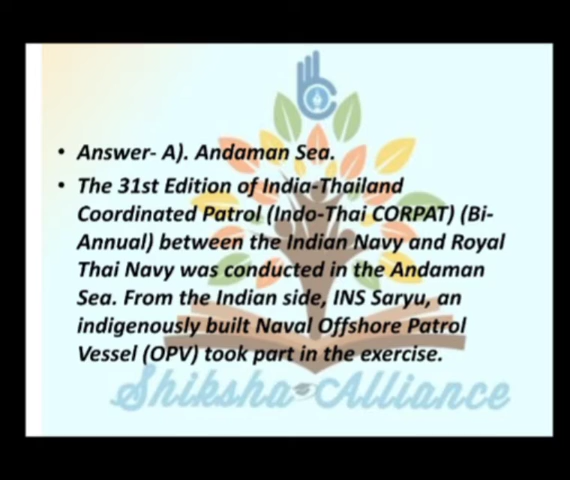 • Answer- A). Andaman Sea.
• The 31st Edition of India-Thailand
Coordinated Patrol (Indo-Thai CORPAT) (Bi-
Annual) between the Indian Navy and Royal
Thai Navy was conducted in the Andaman
Sea. From the Indian side, INS Saryu, an
indigenously built Naval Offshore Patrol
Vessel (OPV) took part in the exercise.
Shiksha Alliance